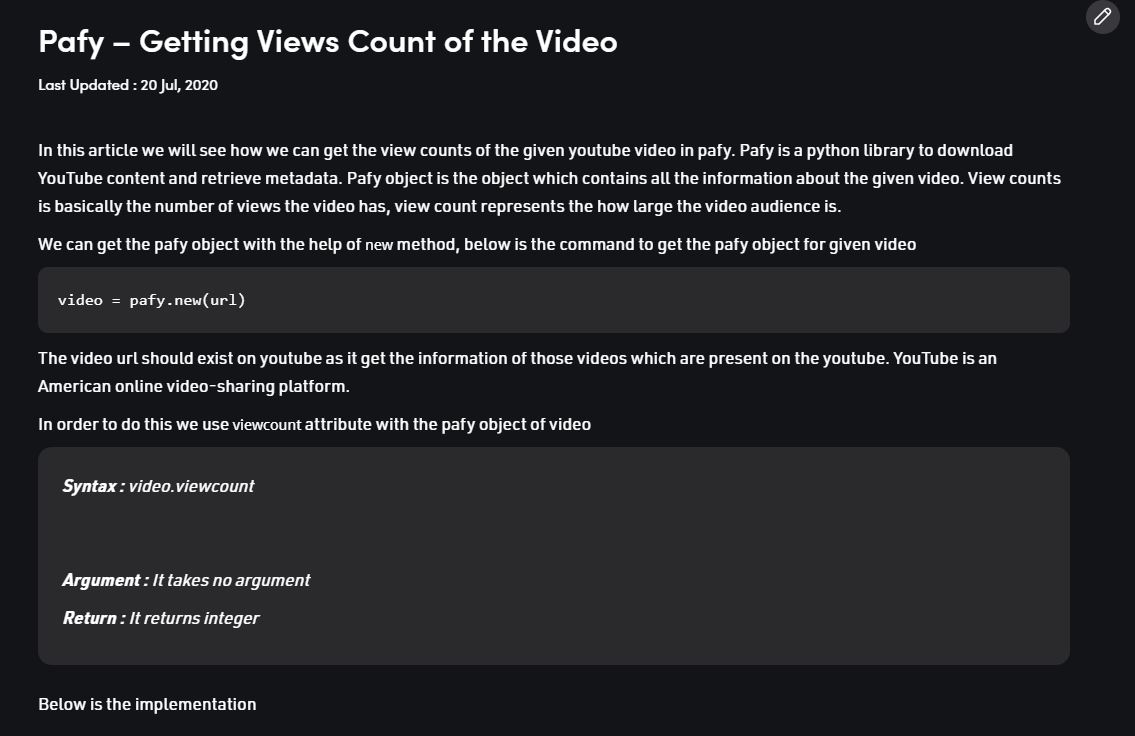 Pafy – Getting Views Count of the Video
Last Updated : 20 Jul, 2020
In this article we will see how we can get the view counts of the given youtube video in pafy. Pafy is a python library to download
YouTube content and retrieve metadata. Pafy object is the object which contains all the information about the given video. View counts
is basically the number of views the video has, view count represents the how large the video audience is.
We can get the pafy object with the help of new method, below is the command to get the pafy object for given video
video = pafy.new(url)
The video url should exist on youtube as it get the information of those videos which are present on the youtube. YouTube is an
American online video-sharing platform.
In order to do this we use viewcount attribute with the pafy object of video
Syntax : video.viewcount
Argument : It takes no argument
Return : It returns integer
Below is the implementation